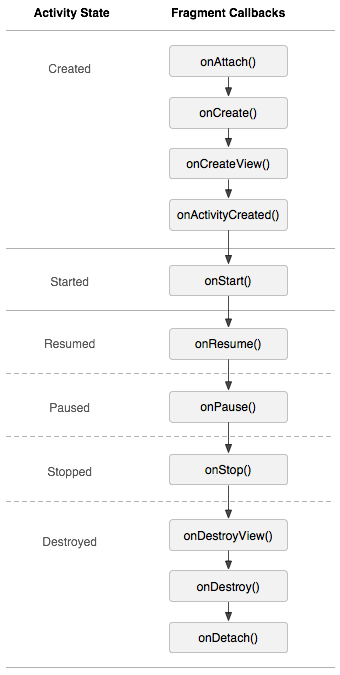 Activity State Fragment Callbacks
Created
onAttach()
onCreate()
onCreateView()
onActivityCreated()
Started onStart()
Resumed onResume()
Paused onPause()
Stopped onStop()
Destroyed
onDestroyView()
onDestroy()
onDetach()